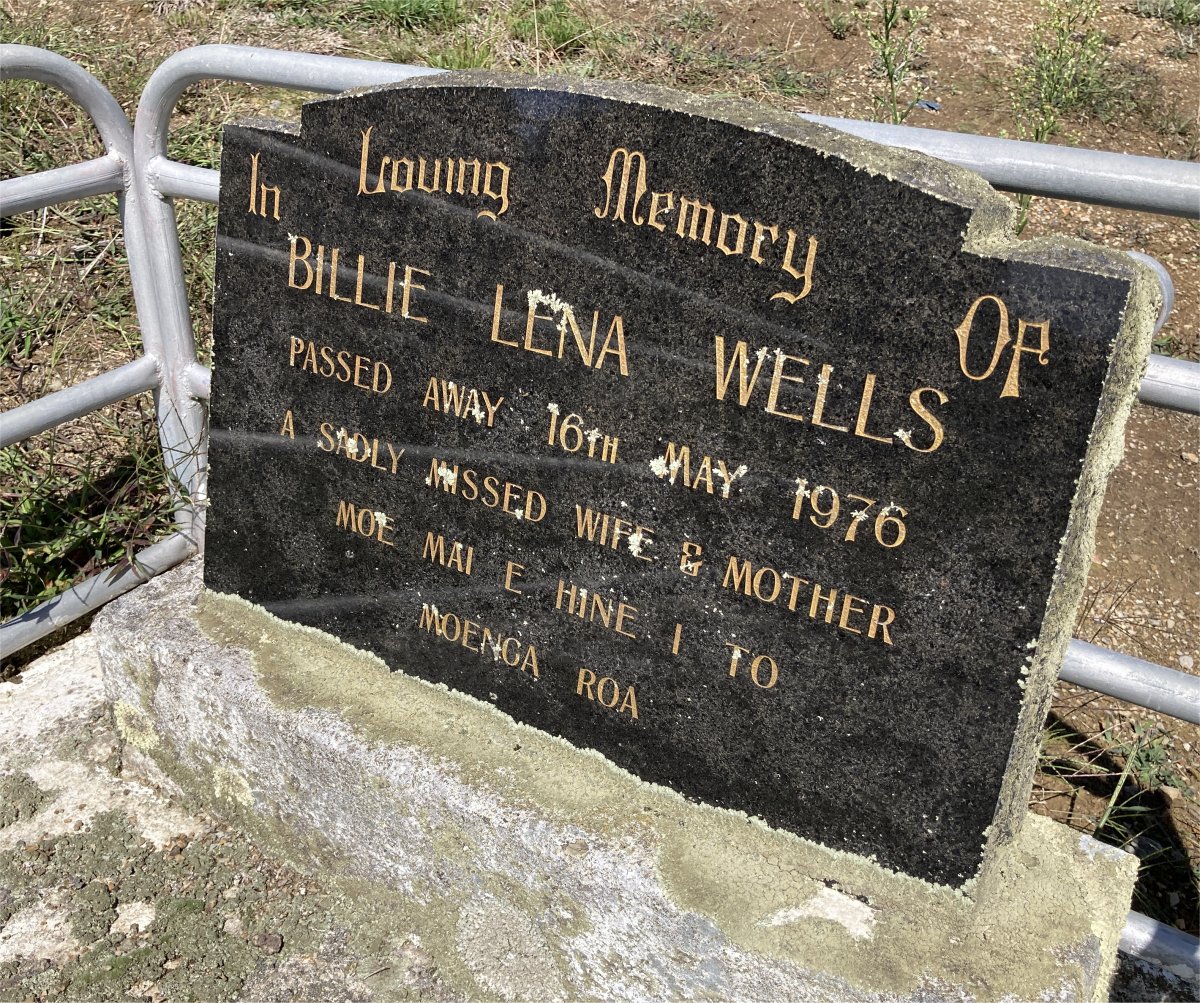 In Loving Memory OF
BILLIE LENA WELLS
PASSED AWAY 16TH MAY 1976
A SADLY MISSED WIFE & MOTHER
MOE MAI E HINE I TO
MOENGA ROA